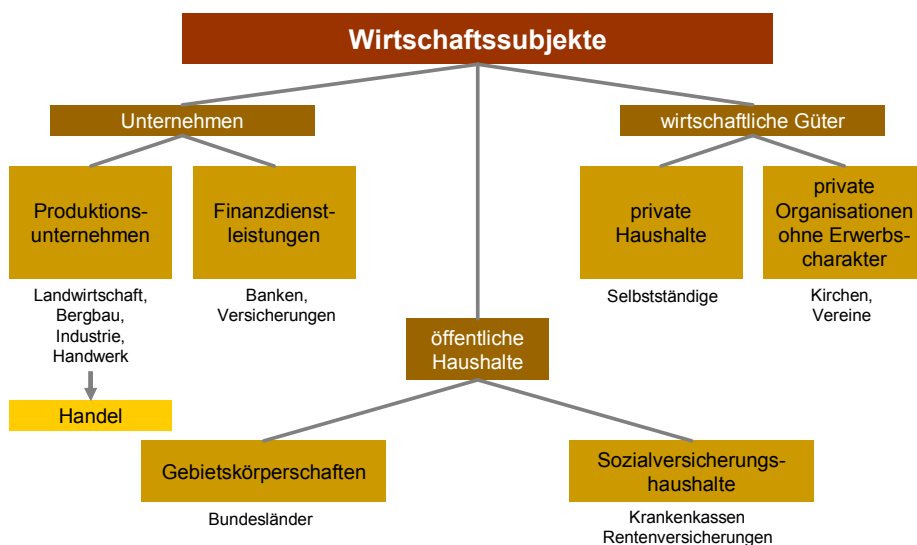 Wirtschaftssubjekte
Unternehmen
wirtschaftliche Güter
Produktions-
unternehmen
Finanzdienst-
leistungen
private
Haushalte
private
Organisationen
ohne Erwerbs-
charakter
Landwirtschaft,
Bergbau,
Industrie,
Handwerk
Banken,
Versicherungen
Selbstständige
Kirchen,
Vereine
öffentliche
Haushalte
Handel
Gebietskörperschaften
Sozialversicherungs-
haushalte
Bundesländer
Krankenkassen
Rentenversicherungen